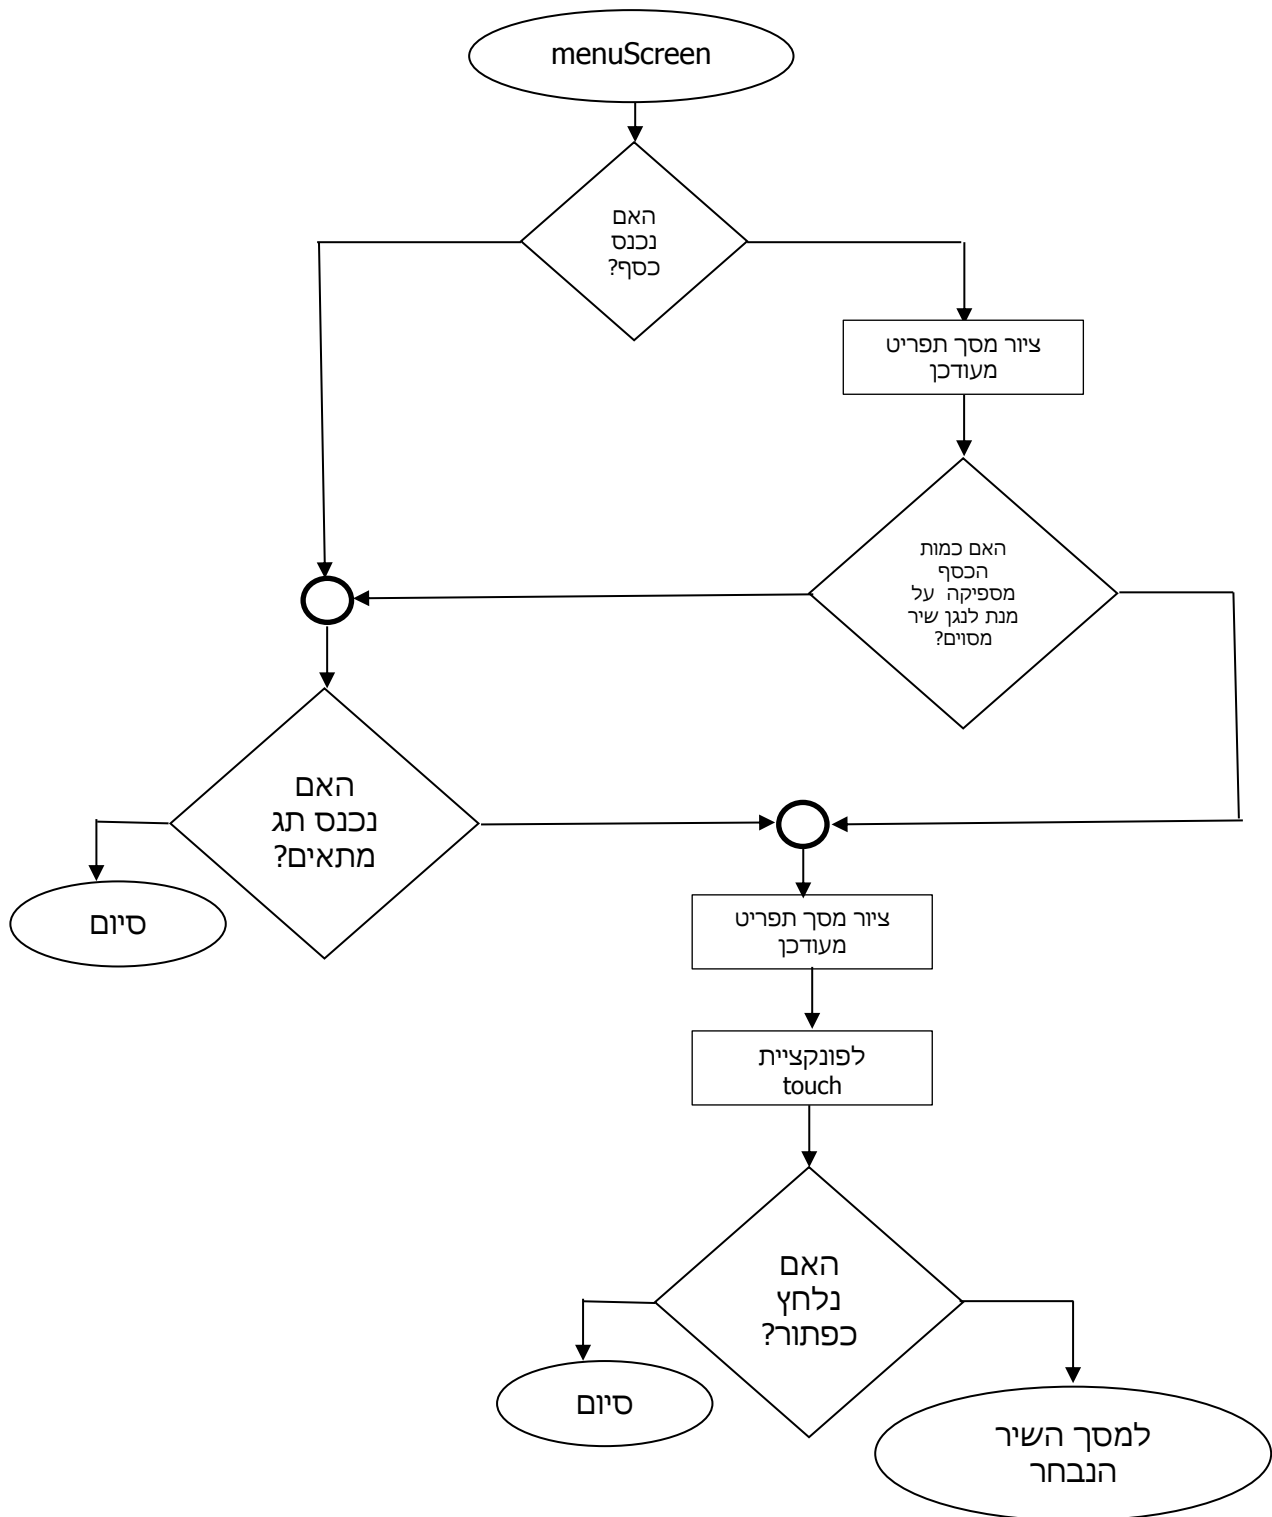 menuScreen
האם
נכנס
כסף?
ציור מסך תפריט
מעודכן
האם כמות
הכסף
מספיקה על
מנת לנגן שיר
מסוים?
האם
נכנס תג
מתאים?
סיום
ציור מסך תפריט
מעודכן
לפונקציית
touch
האם
נלחץ
כפתור?
סיום
למסך השיר
הנבחר